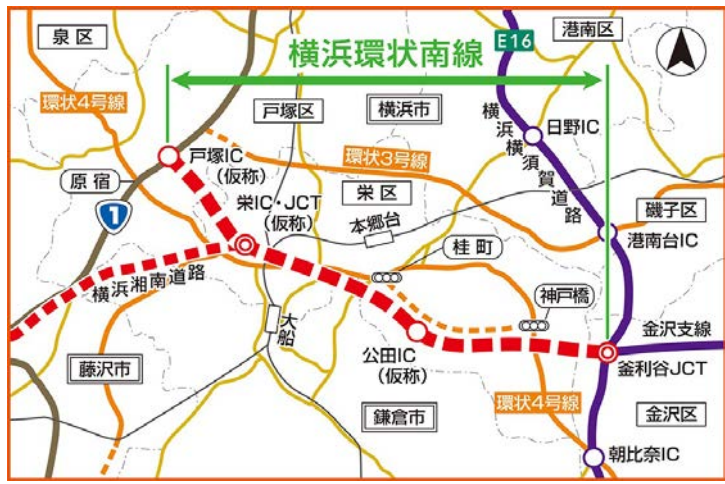 横浜環状南線
泉区
港南区
E16
環状4号線
戸塚区
横浜市
日野IC
横浜横須賀道路
戸塚IC
(仮称)
環状3号線
原宿
1
栄IC・JCT
(仮称)
栄区
磯子区
本郷台
港南台IC
桂町
横浜湘南道路
神戸橋
大船
金沢支線
公田IC
(仮称)
釜利谷JCT
藤沢市
環状4号線
鎌倉市
金沢区
朝比奈IC